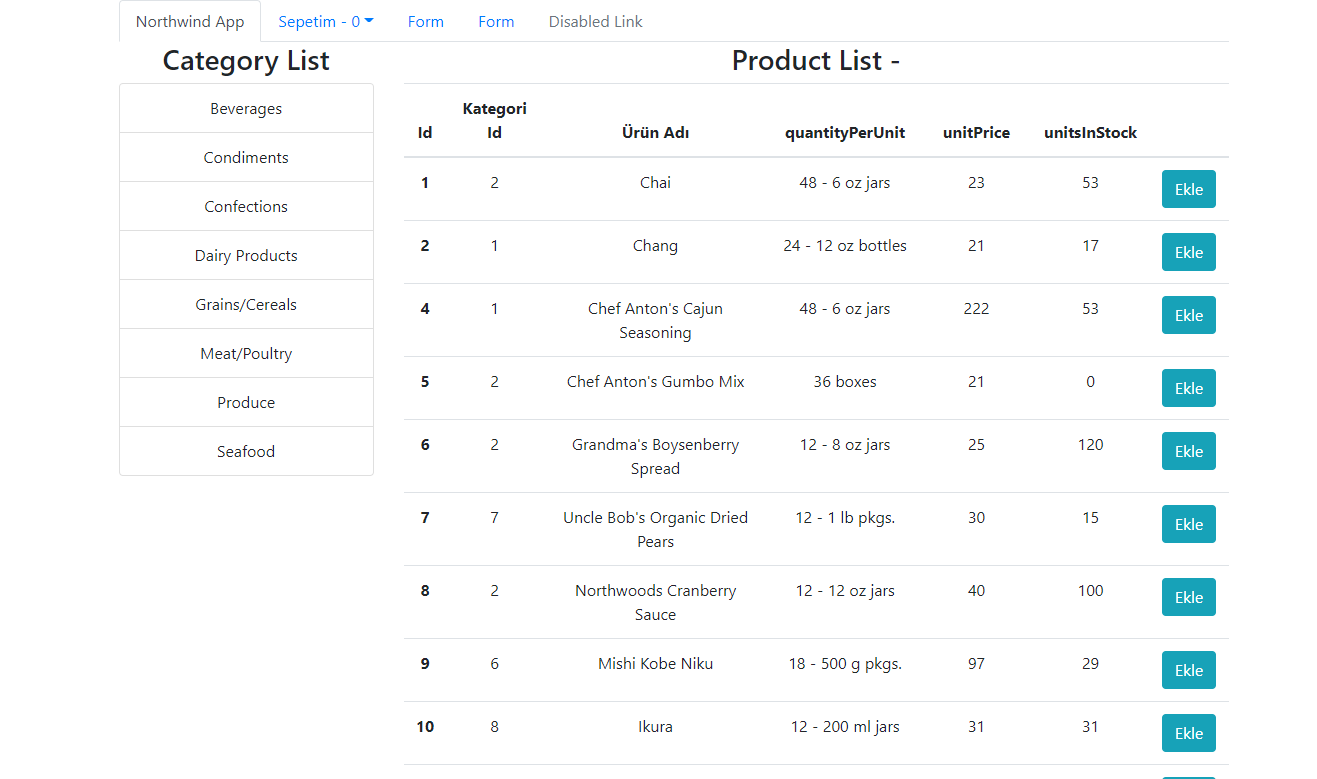 Northwind App Sepetim - 0 Form Form Disabled Link
Category List
Beverages
Condiments
Confections
Dairy Products
Grains/Cereals
Meat/Poultry
Produce
Seafood
Product List -
Id Kategori Id Ürün Adı quantityPerUnit unitPrice unitsInStock
1 2 Chai 48 - 6 oz jars 23 53 Ekle
2 1 Chang 24 - 12 oz bottles 21 17 Ekle
4 1 Chef Anton's Cajun Seasoning 48 - 6 oz jars 222 53 Ekle
5 2 Chef Anton's Gumbo Mix 36 boxes 21 0 Ekle
6 2 Grandma's Boysenberry Spread 12 - 8 oz jars 25 120 Ekle
7 7 Uncle Bob's Organic Dried Pears 12 - 1 lb pkgs. 30 15 Ekle
8 2 Northwoods Cranberry Sauce 12 - 12 oz jars 40 100 Ekle
9 6 Mishi Kobe Niku 18 - 500 g pkgs. 97 29 Ekle
10 8 Ikura 12 - 200 ml jars 31 31 Ekle